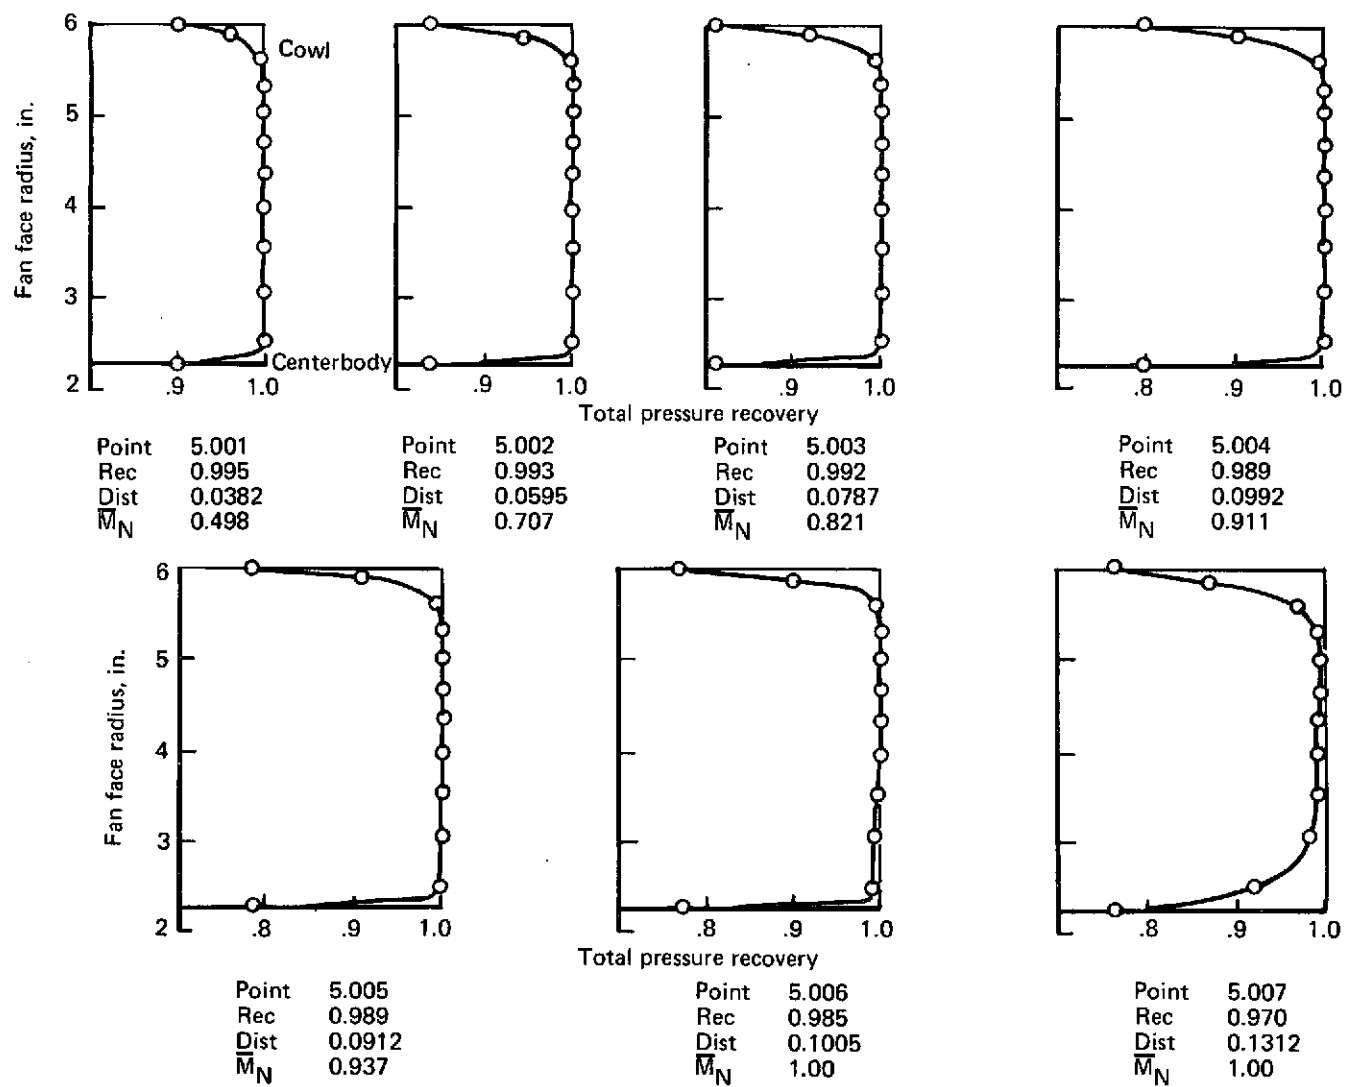 Fan face radius, in.
6
5
4
3
2
Cowl
Centerbody
.9 1.0
.9 1.0
.9 1.0
.8 .9 1.0
Total pressure recovery
Point 5.001
Rec 0.995
Dist 0.0382
M̅N 0.498
Point 5.002
Rec 0.993
Dist 0.0595
M̅N 0.707
Point 5.003
Rec 0.992
Dist 0.0787
M̅N 0.821
Point 5.004
Rec 0.989
Dist 0.0992
M̅N 0.911
Fan face radius, in.
6
5
4
3
2
.8 .9 1.0
.8 .9 1.0
.8 .9 1.0
Total pressure recovery
Point 5.005
Rec 0.989
Dist 0.0912
M̅N 0.937
Point 5.006
Rec 0.985
Dist 0.1005
M̅N 1.00
Point 5.007
Rec 0.970
Dist 0.1312
M̅N 1.00